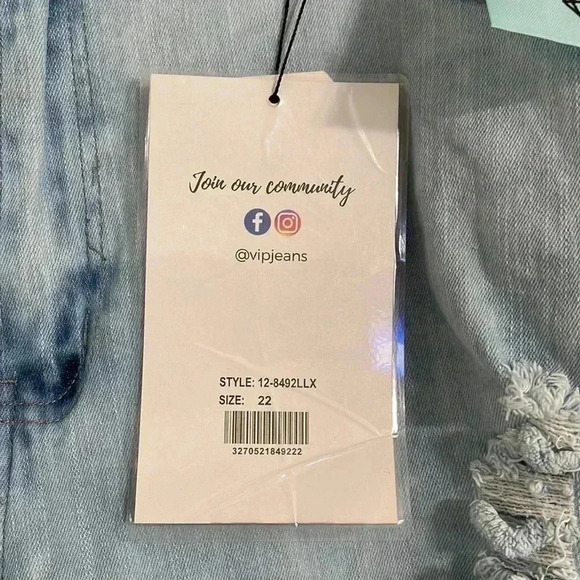 Join our community
@vipjeans
STYLE: 12-8492LLX
SIZE: 22
3270521849222